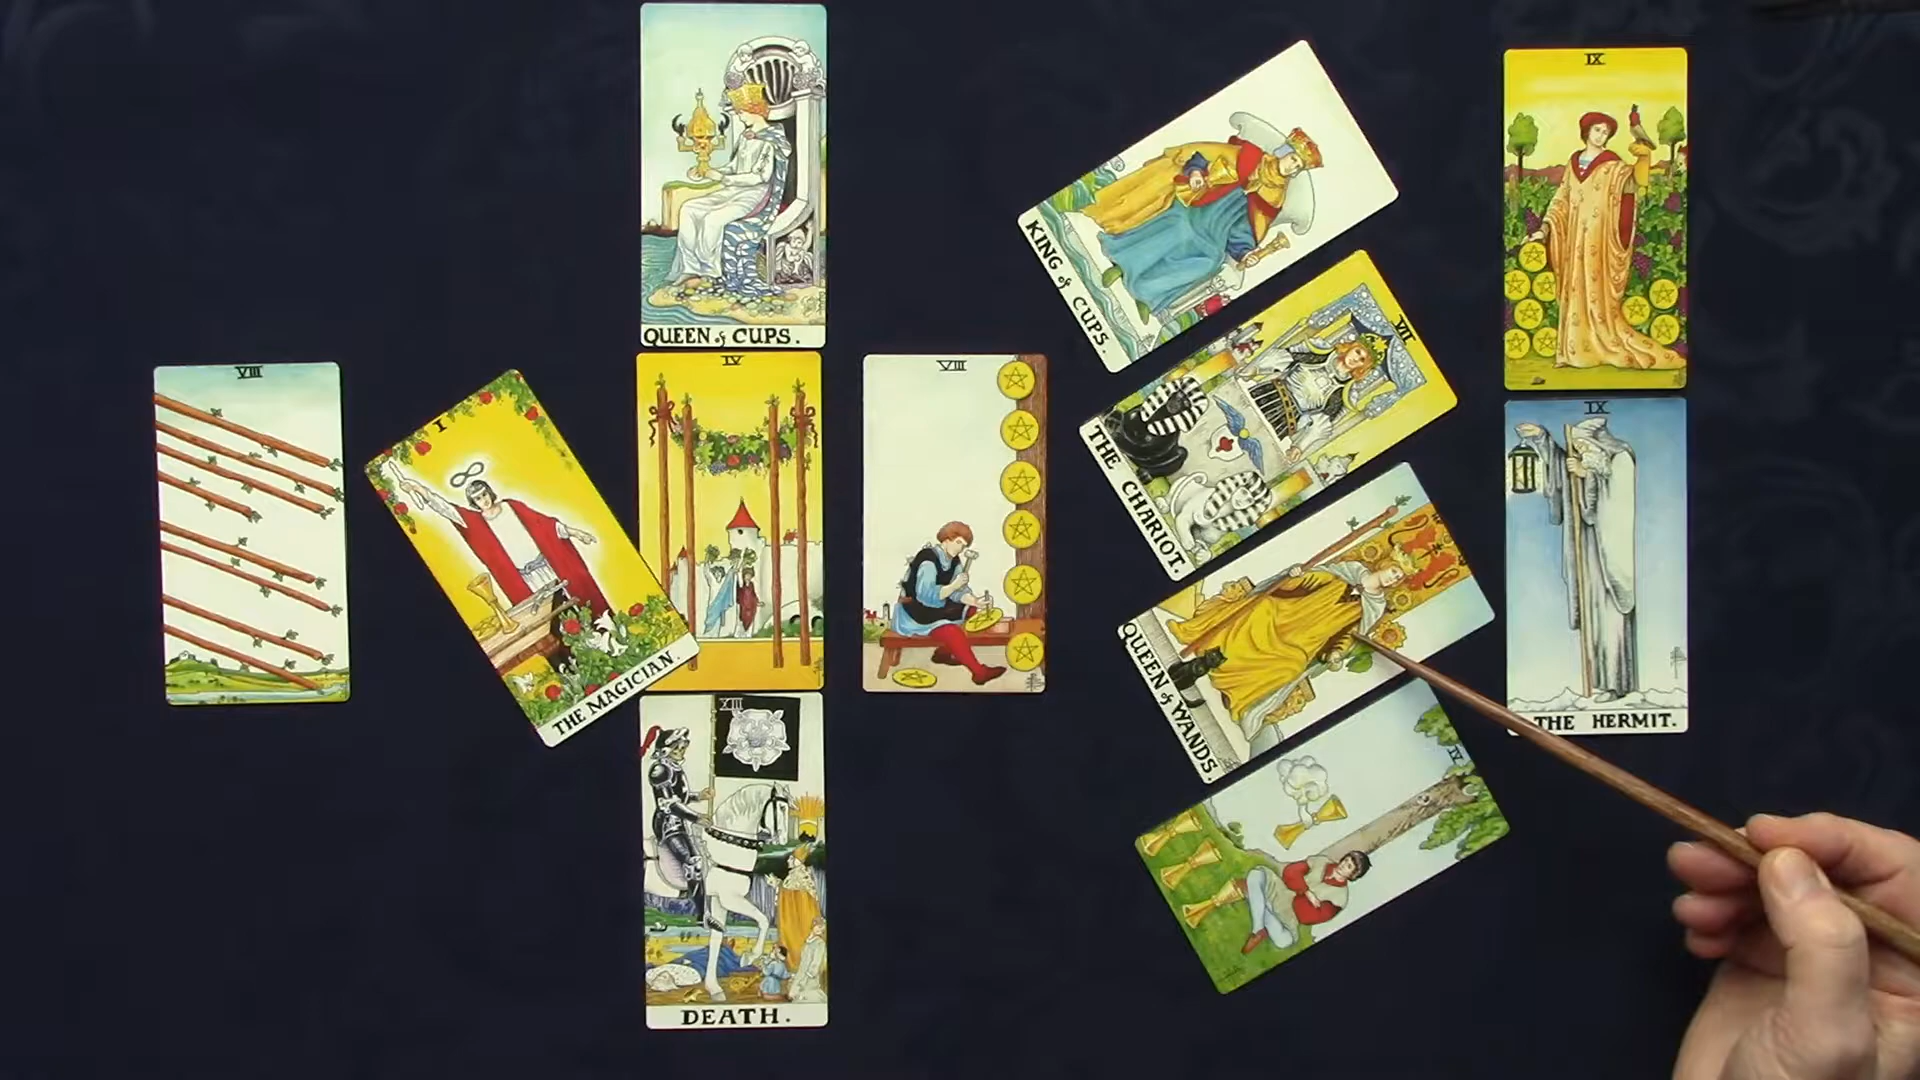 QUEEN of CUPS.
VIII
I
THE MAGICIAN.
IV
VIII
XIII
DEATH.
KING of CUPS.
VII
THE CHARIOT.
QUEEN of WANDS.
IV
IX
IX
THE HERMIT.